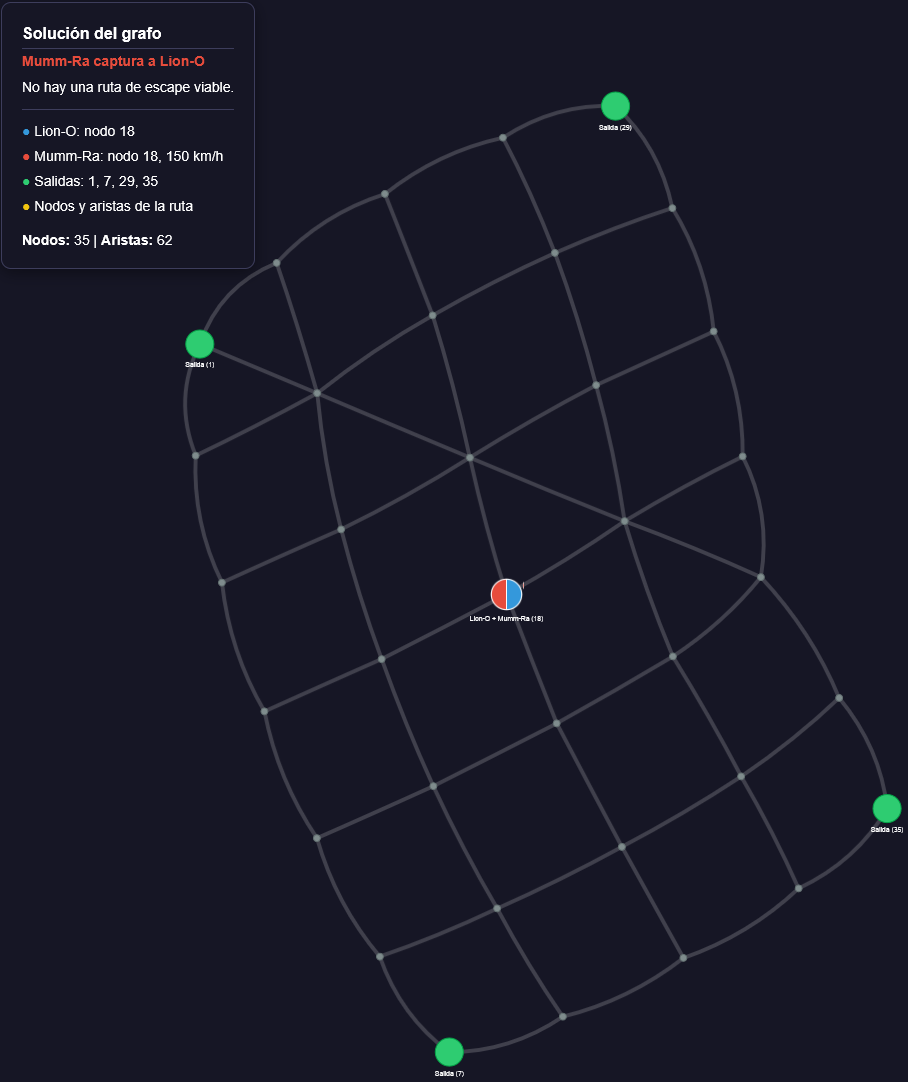 Solución del grafo
Mumm-Ra captura a Lion-O
No hay una ruta de escape viable.
Lion-O: nodo 18
Mumm-Ra: nodo 18, 150 km/h
Salidas: 1, 7, 29, 35
Nodos y aristas de la ruta
Nodos: 35 | Aristas: 62
Salida (29)
Salida (1)
Lion-O + Mumm-Ra (18)
Salida (35)
Salida (7)